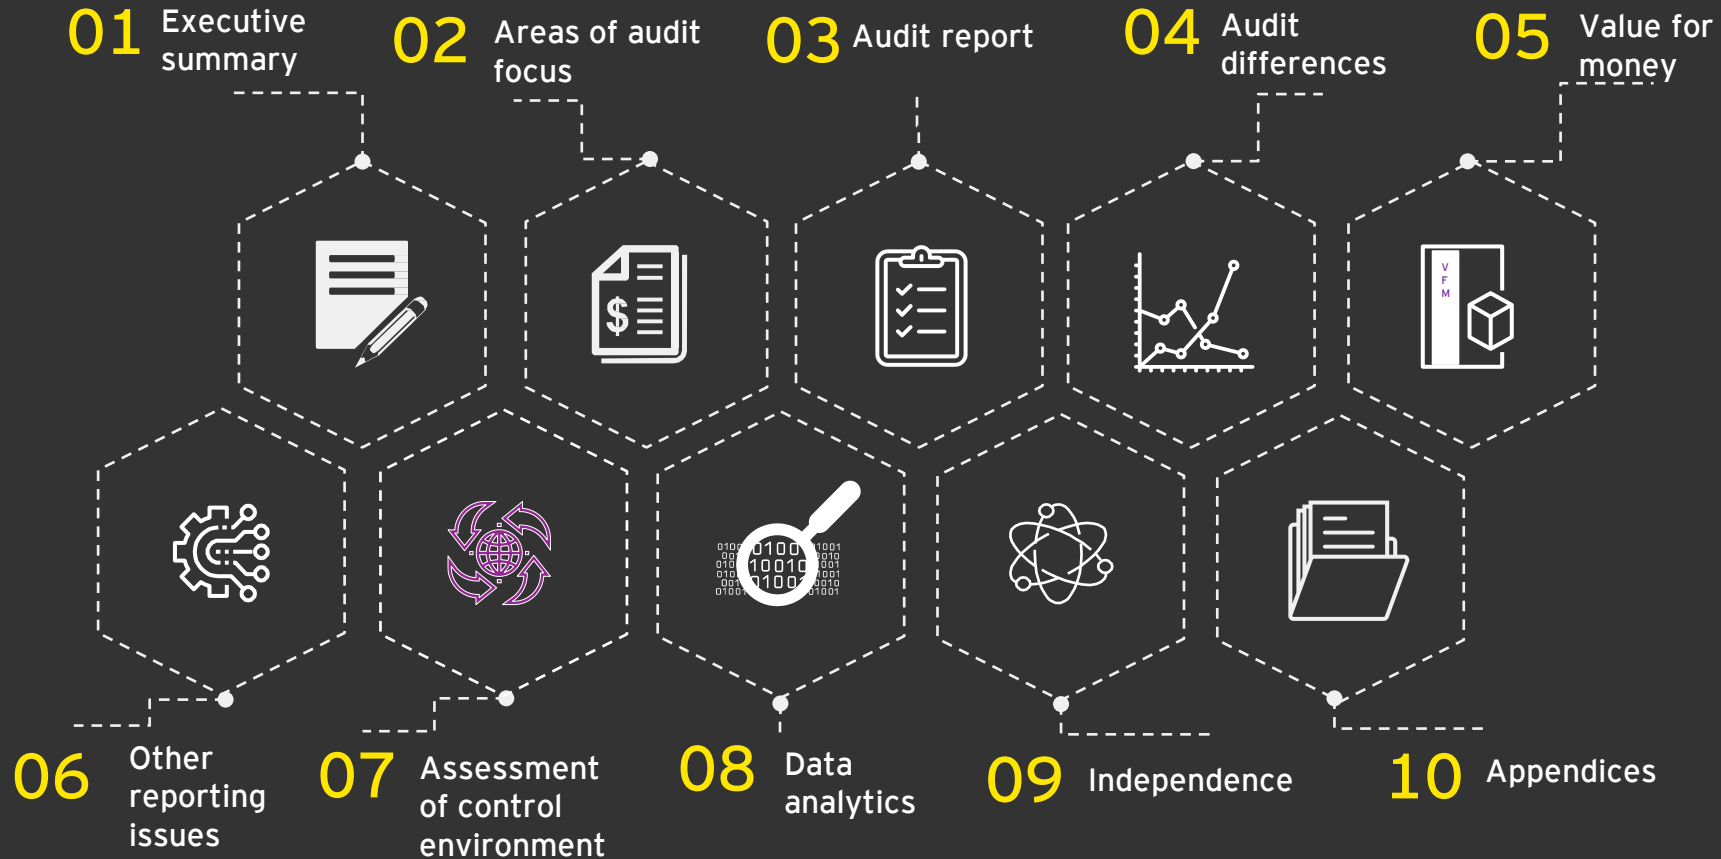 01 Executive
summary
02 Areas of audit
focus
03 Audit report
04 Audit
differences
05 Value for
money
$
V
F
M
06 Other
reporting
issues
07 Assessment
of control
environment
08 Data
analytics
09 Independence
10 Appendices